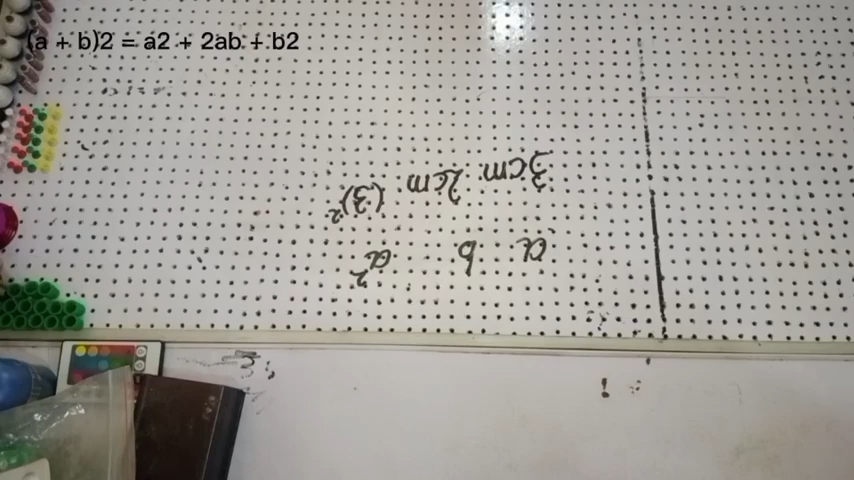 (a + b)2 = a2 + 2ab + b2
a b a²
3cm 2cm (3)²